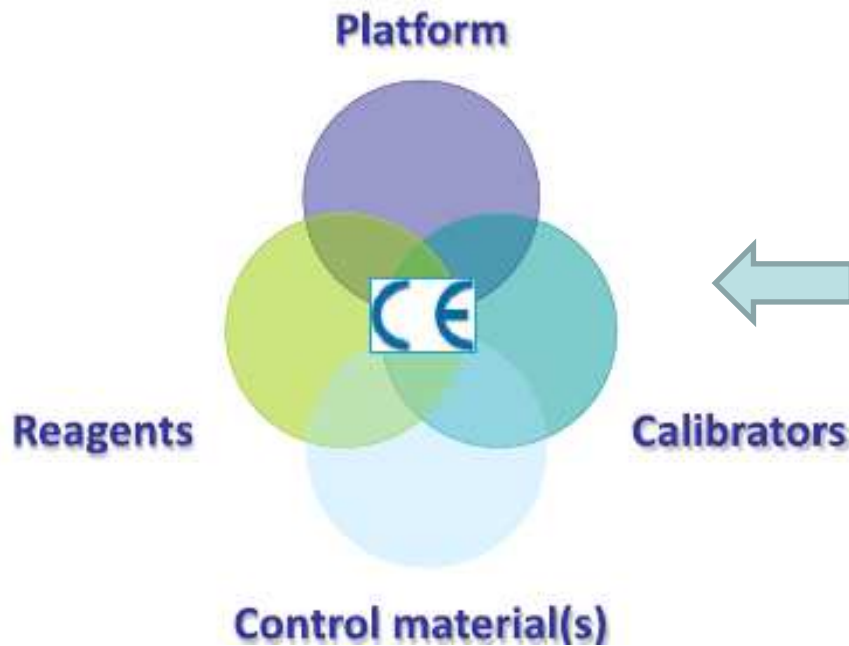 Platform
CE
Reagents
Calibrators
Control material(s)